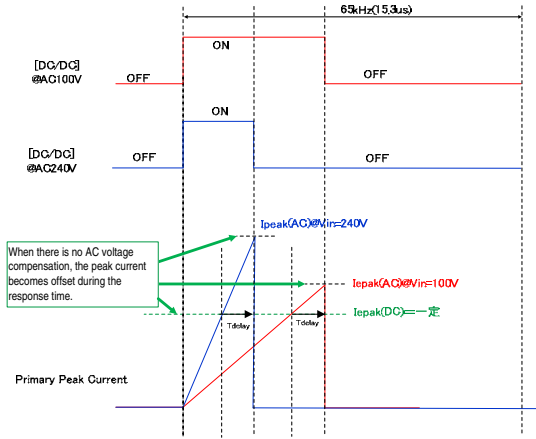 65kHz(15.3us)
ON
[DC/DC]
@AC100V
OFF
OFF
ON
[DC/DC]
@AC240V
OFF
OFF
Ipeak(AC)@Vin=240V
When there is no AC voltage
compensation, the peak current
becomes offset during the
response time.
Iepak(AC)@Vin=100V
Iepak(DC)=一定
Tdelay
Tdelay
Primary Peak Current